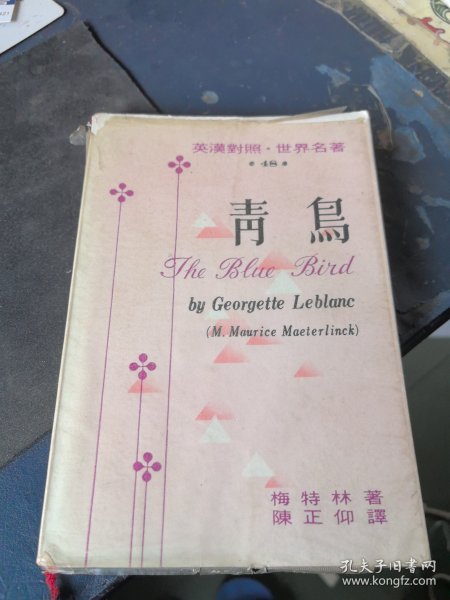 英漢對照·世界名著
●48●
青鳥
The Blue Bird
by Georgette Leblanc
(M. Maurice Maeterlinck)
梅特林著
陳正仰譯
孔夫子旧书网
www.kongfz.com